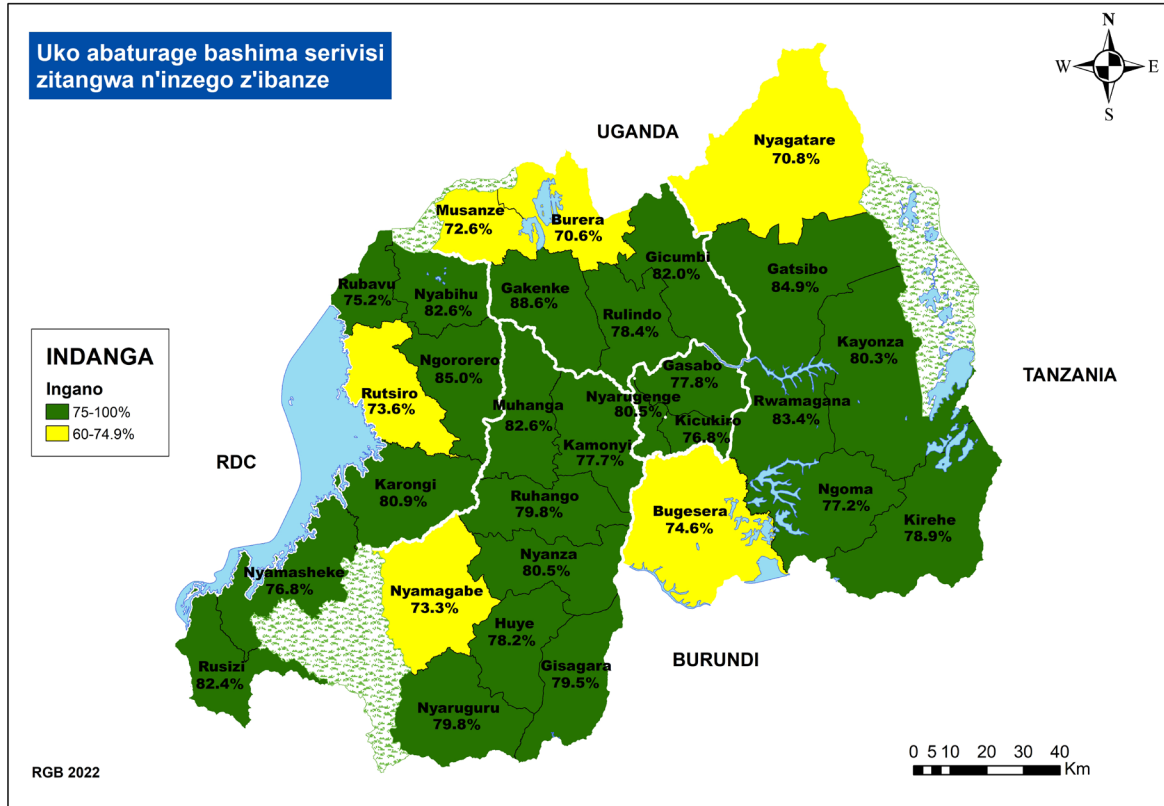 Uko abaturage bashima serivisi
zitangwa n'inzego z'ibanze
N
W E
S
UGANDA
Nyagatare
70.8%
Musanze
72.6%
Burera
70.6%
Gicumbi
82.0%
Gatsibo
84.9%
Rubavu
75.2%
Nyabihu
82.6%
Gakenke
88.6%
Rulindo
78.4%
Kayonza
80.3%
INDANGA
Ingano
75-100%
60-74.9%
Ngororero
85.0%
Rutsiro
73.6%
Gasabo
77.8%
TANZANIA
Muhanga
82.6%
Nyarugenge
80.5%
Kicukiro
76.8%
Rwamagana
83.4%
Kamonyi
77.7%
RDC
Karongi
80.9%
Ruhango
79.8%
Bugesera
74.6%
Ngoma
77.2%
Kirehe
78.9%
Nyamasheke
76.8%
Nyanza
80.5%
Nyamagabe
73.3%
Huye
78.2%
Rusizi
82.4%
Gisagara
79.5%
BURUNDI
Nyaruguru
79.8%
RGB 2022
0 5 10 20 30 40
Km